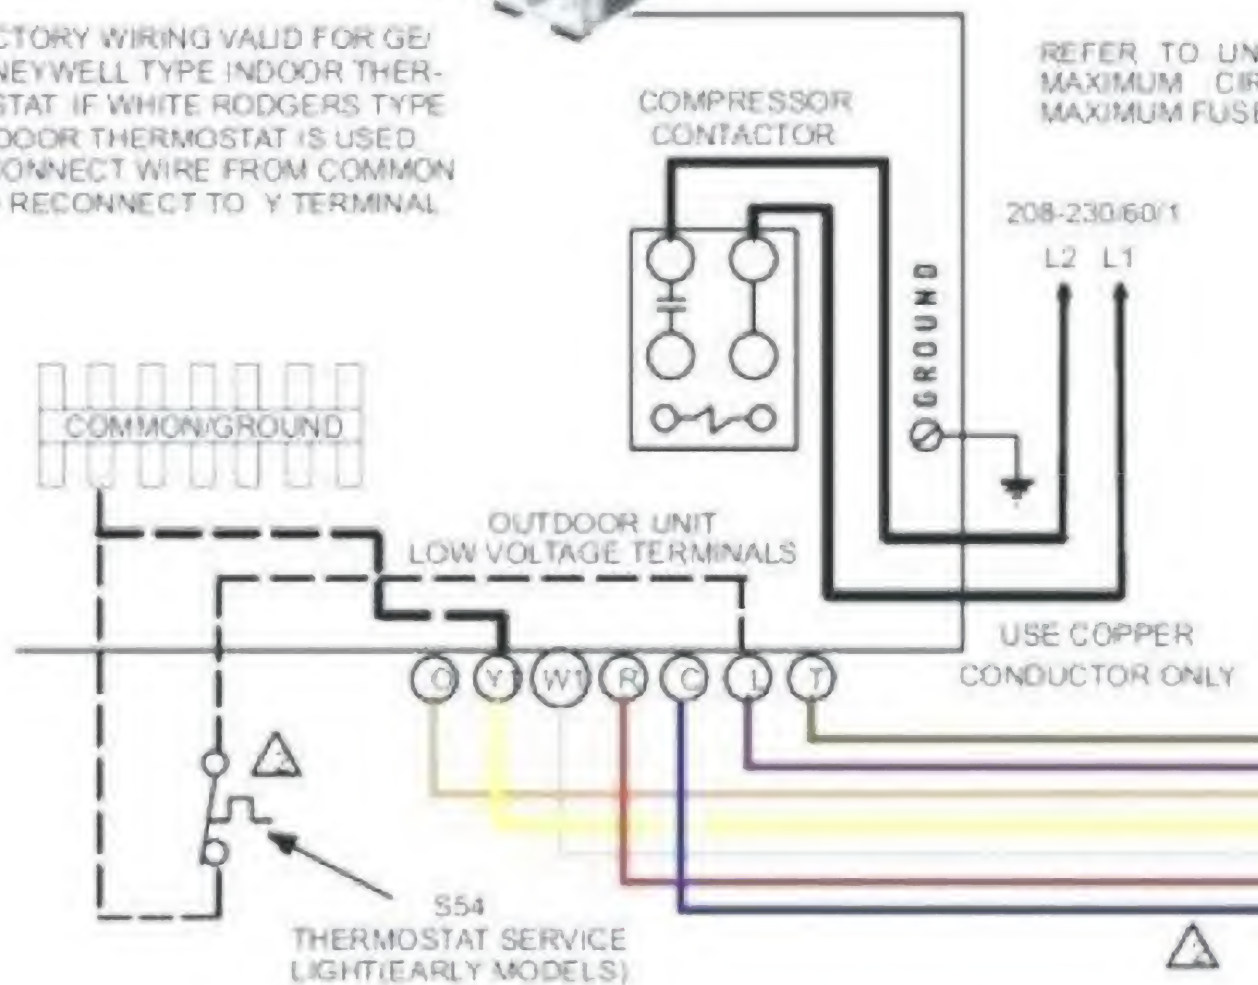 CTORY WIRING VALID FOR GE/
NEYWELL TYPE INDOOR THER-
STAT IF WHITE RODGERS TYPE
DOOR THERMOSTAT IS USED
CONNECT WIRE FROM COMMON
RECONNECT TO Y TERMINAL
COMPRESSOR
CONTACTOR
REFER TO UN
MAXIMUM CIR
MAXIMUM FUSE
208-230/60/1
L2 L1
GROUND
COMMON/GROUND
OUTDOOR UNIT
LOW VOLTAGE TERMINALS
O Y1 W1 R C L T
USE COPPER
CONDUCTOR ONLY
S54
THERMOSTAT SERVICE
LIGHT(EARLY MODELS)